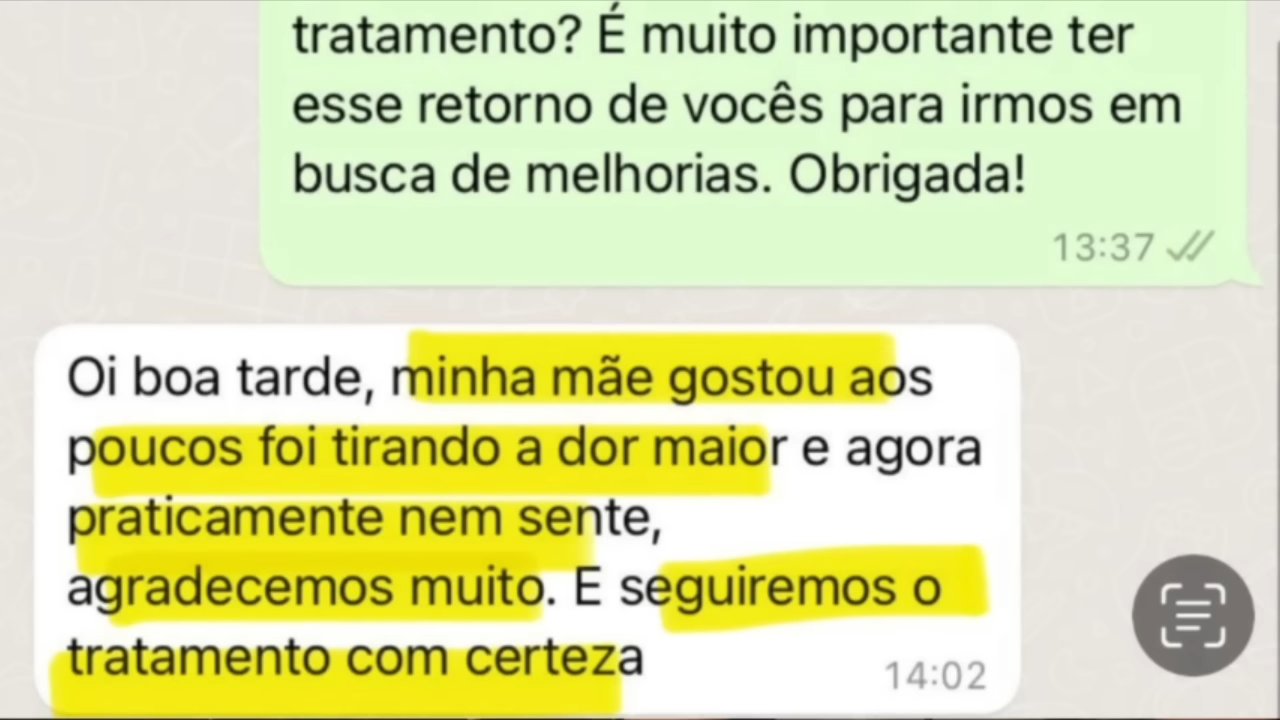 tratamento? É muito importante ter
esse retorno de vocês para irmos em
busca de melhorias. Obrigada!
13:37
Oi boa tarde, minha mãe gostou aos
poucos foi tirando a dor maior e agora
praticamente nem sente,
agradecemos muito. E seguiremos o
tratamento com certeza
14:02